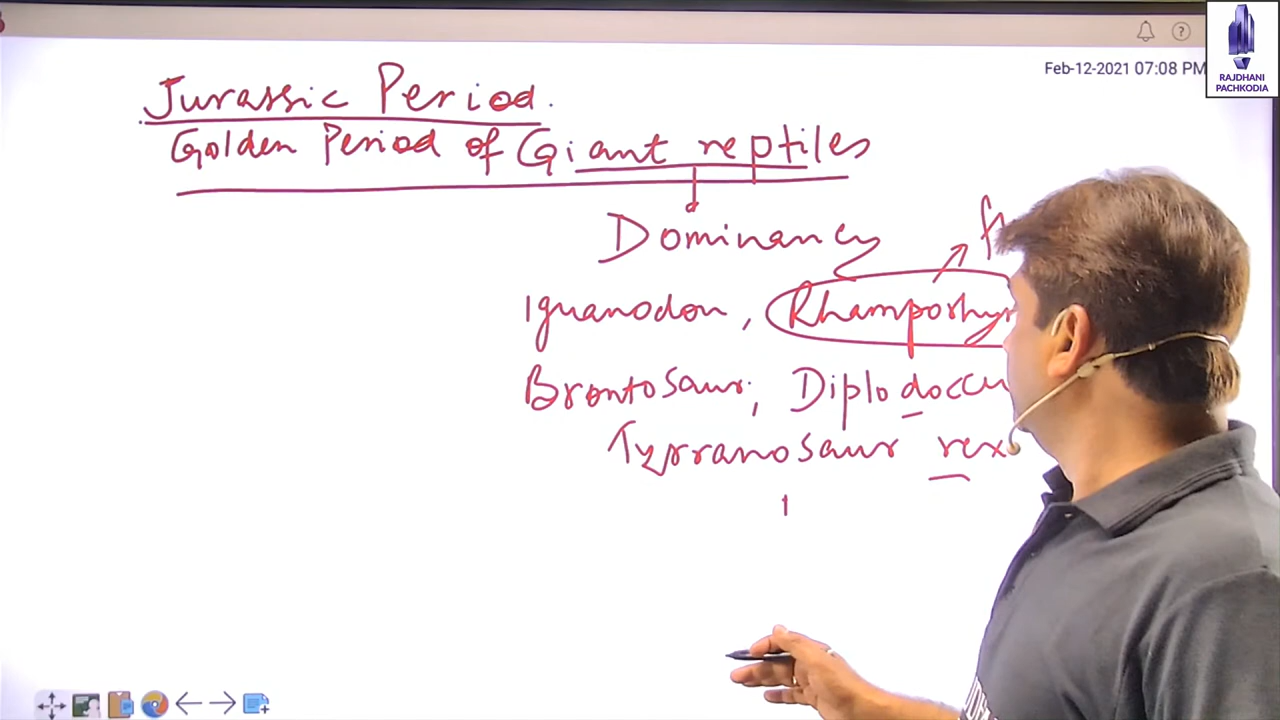 Feb-12-2021 07:08 PM
RAJDHANI
PACHKODIA
Jurassic Period.
Golden Period of Giant reptiles
Dominancy
Iguanodon,
Brontosaur,
Tyrranosaur rex